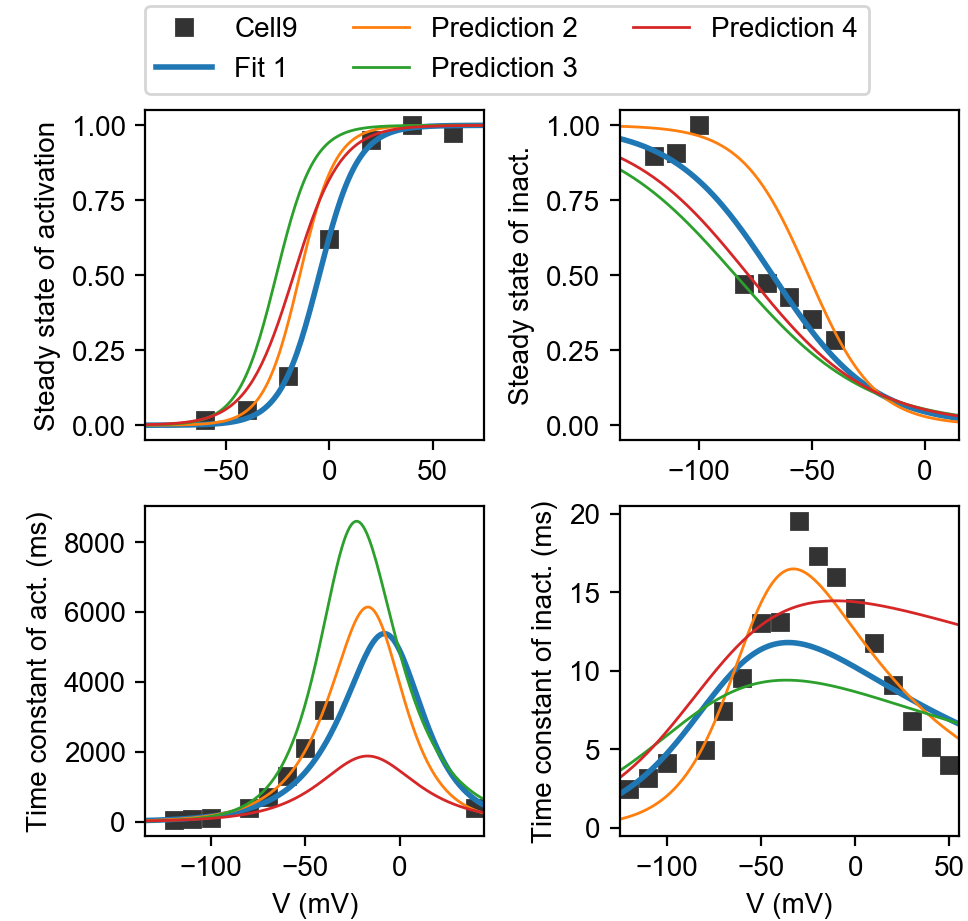 Cell9 Prediction 2 Prediction 4
Fit 1 Prediction 3
Steady state of activation
1.00
0.75
0.50
0.25
0.00
−50 0 50
Steady state of inact.
1.00
0.75
0.50
0.25
0.00
−100 −50 0
Time constant of act. (ms)
8000
6000
4000
2000
0
−100 −50 0
V (mV)
Time constant of inact. (ms)
20
15
10
5
0
−100 −50 0 50
V (mV)